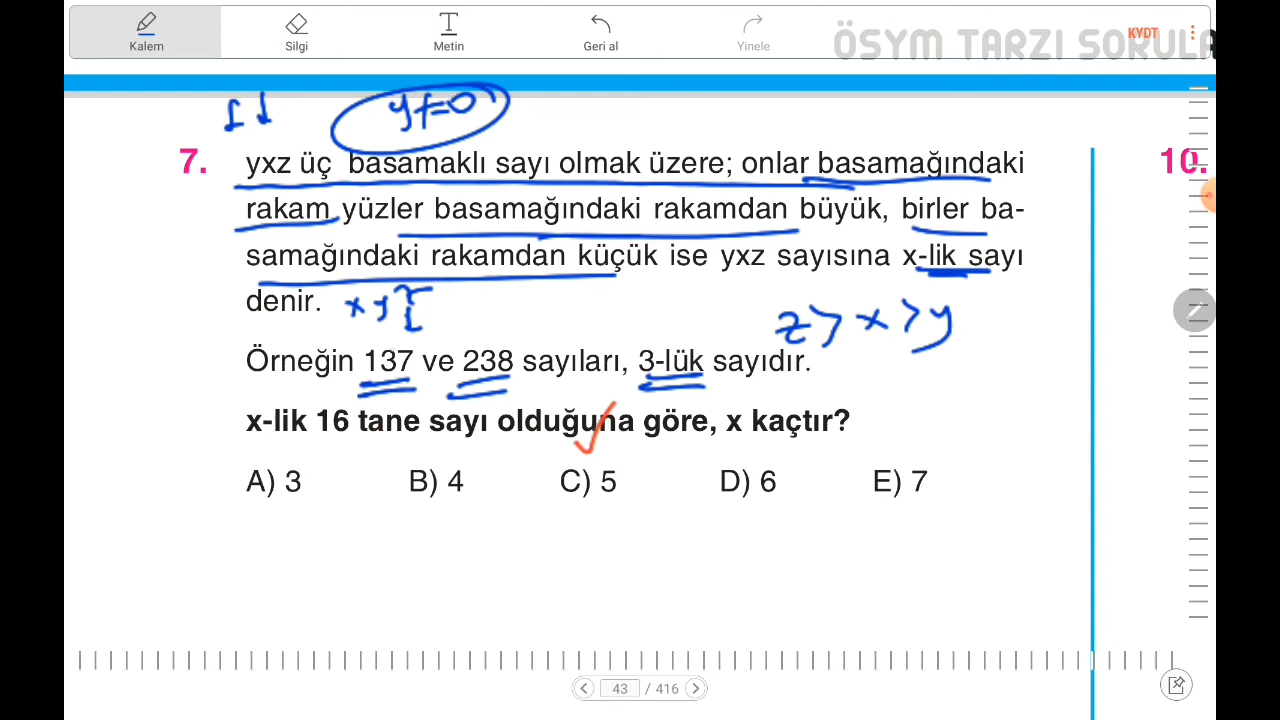 Kalem Silgi Metin Geri al Yinele
KYDT
ÖSYM TARZI SORULA
y≠0
7. yxz üç basamaklı sayı olmak üzere; onlar basamağındaki
rakam yüzler basamağındaki rakamdan büyük, birler ba-
samağındaki rakamdan küçük ise yxz sayısına x-lik sayı
denir. x y z
z > x > y
Örneğin 137 ve 238 sayıları, 3-lük sayıdır.
x-lik 16 tane sayı olduğuna göre, x kaçtır?
A) 3 B) 4 C) 5 D) 6 E) 7
10.
43 / 416